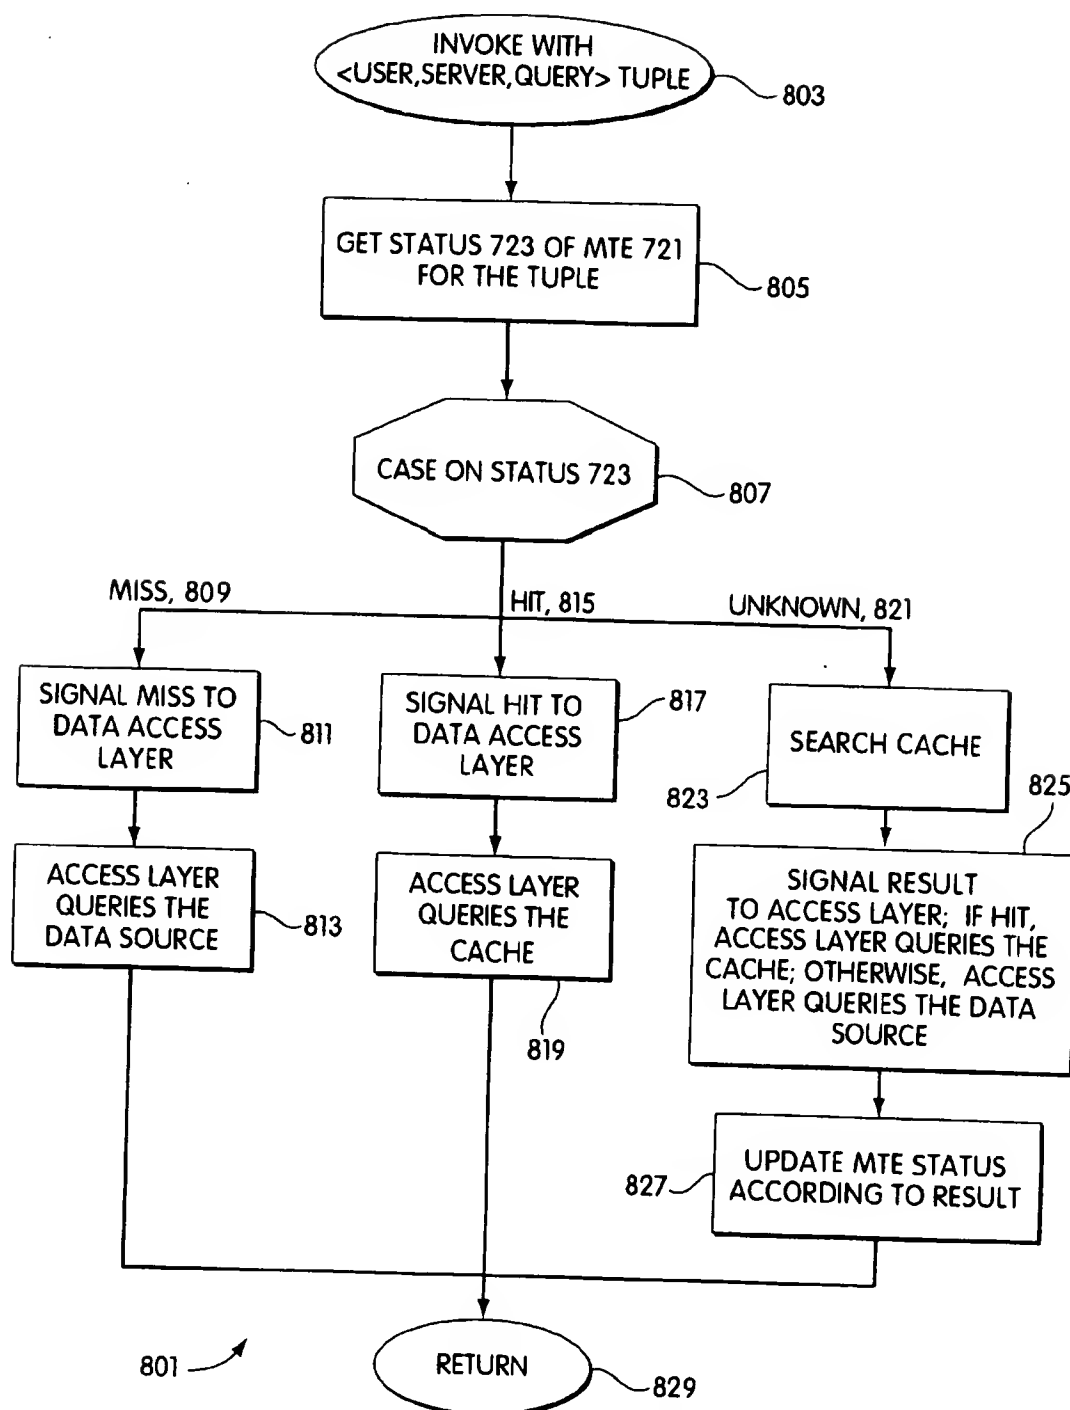 INVOKE WITH
<USER,SERVER,QUERY> TUPLE
803
GET STATUS 723 OF MTE 721
FOR THE TUPLE
805
CASE ON STATUS 723
807
MISS, 809
HIT, 815
UNKNOWN, 821
SIGNAL MISS TO
DATA ACCESS
LAYER
811
SIGNAL HIT TO
DATA ACCESS
LAYER
817
SEARCH CACHE
823
825
ACCESS LAYER
QUERIES THE
DATA SOURCE
813
ACCESS LAYER
QUERIES THE
CACHE
819
SIGNAL RESULT
TO ACCESS LAYER; IF HIT,
ACCESS LAYER QUERIES THE
CACHE; OTHERWISE, ACCESS
LAYER QUERIES THE DATA
SOURCE
UPDATE MTE STATUS
ACCORDING TO RESULT
827
801
RETURN
829